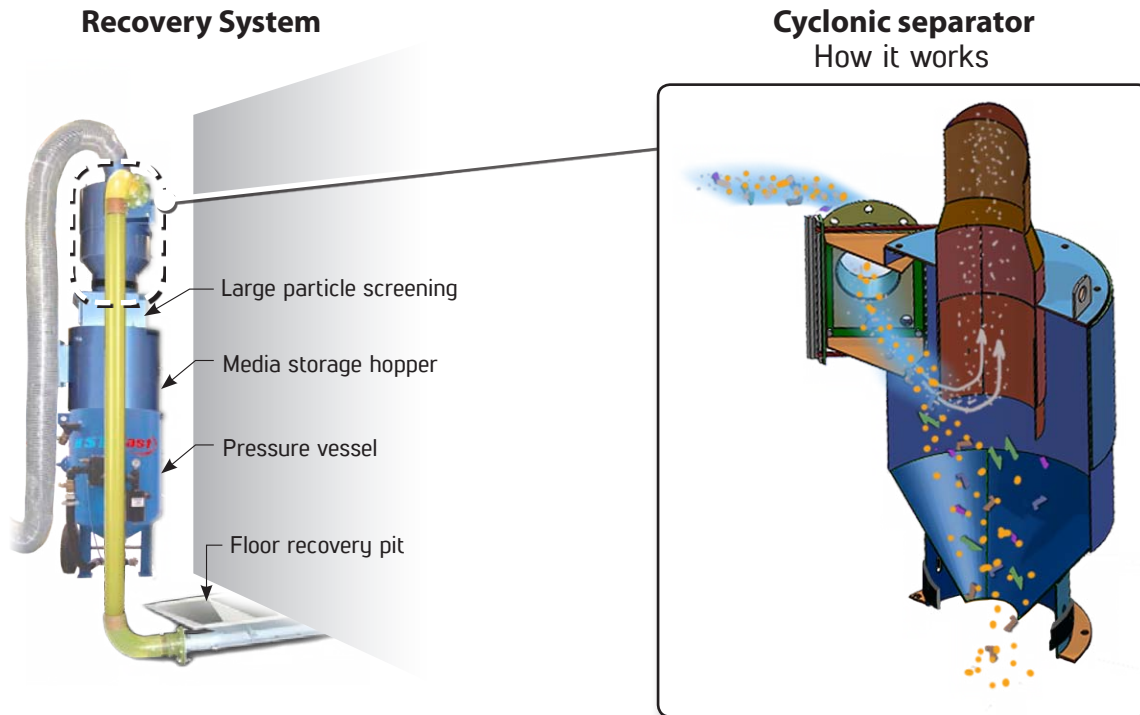 Recovery System
Cyclonic separator
How it works
Large particle screening
Media storage hopper
Pressure vessel
Floor recovery pit